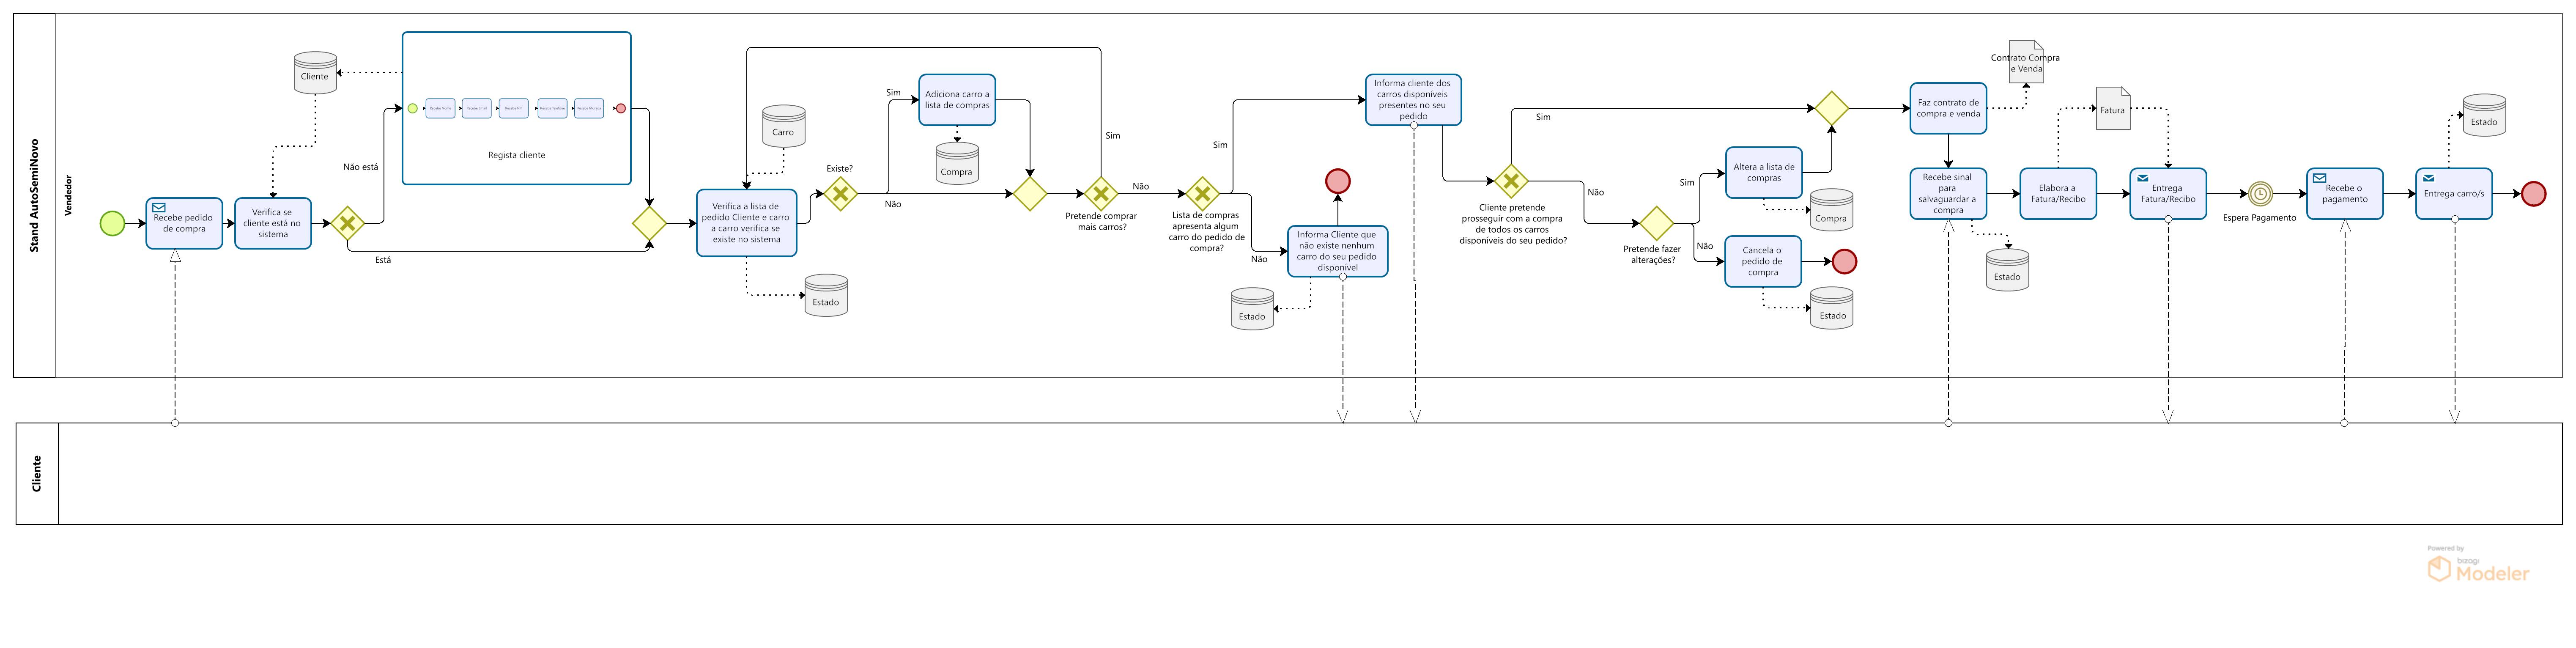 Stand AutoSemiNovo
Vendedor
Recebe pedido
de compra
Verifica se
cliente está no
sistema
Cliente
Não está
Está
Regista cliente
Verifica a lista de
pedido Cliente e carro
a carro verifica se
existe no sistema
Carro
Estado
Existe?
Sim
Não
Adiciona carro a
lista de compras
Compra
Sim
Pretende comprar
mais carros?
Não
Lista de compras
apresenta algum
carro do pedido de
compra?
Sim
Não
Informa Cliente que
não existe nenhum
carro do seu pedido
disponível
Estado
Informa cliente dos
carros disponíveis
presentes no seu
pedido
Cliente pretende
prosseguir com a compra
de todos os carros
disponíveis do seu pedido?
Sim
Não
Pretende fazer
alterações?
Sim
Não
Altera a lista de
compras
Compra
Cancela o
pedido de
compra
Estado
Faz contrato de
compra e venda
Contrato Compra
e Venda
Recebe sinal
para
salvaguardar a
compra
Estado
Elabora a
Fatura/Recibo
Fatura
Entrega
Fatura/Recibo
Espera Pagamento
Recebe o
pagamento
Entrega carro/s
Estado
Cliente
Powered by
bizagi
Modeler